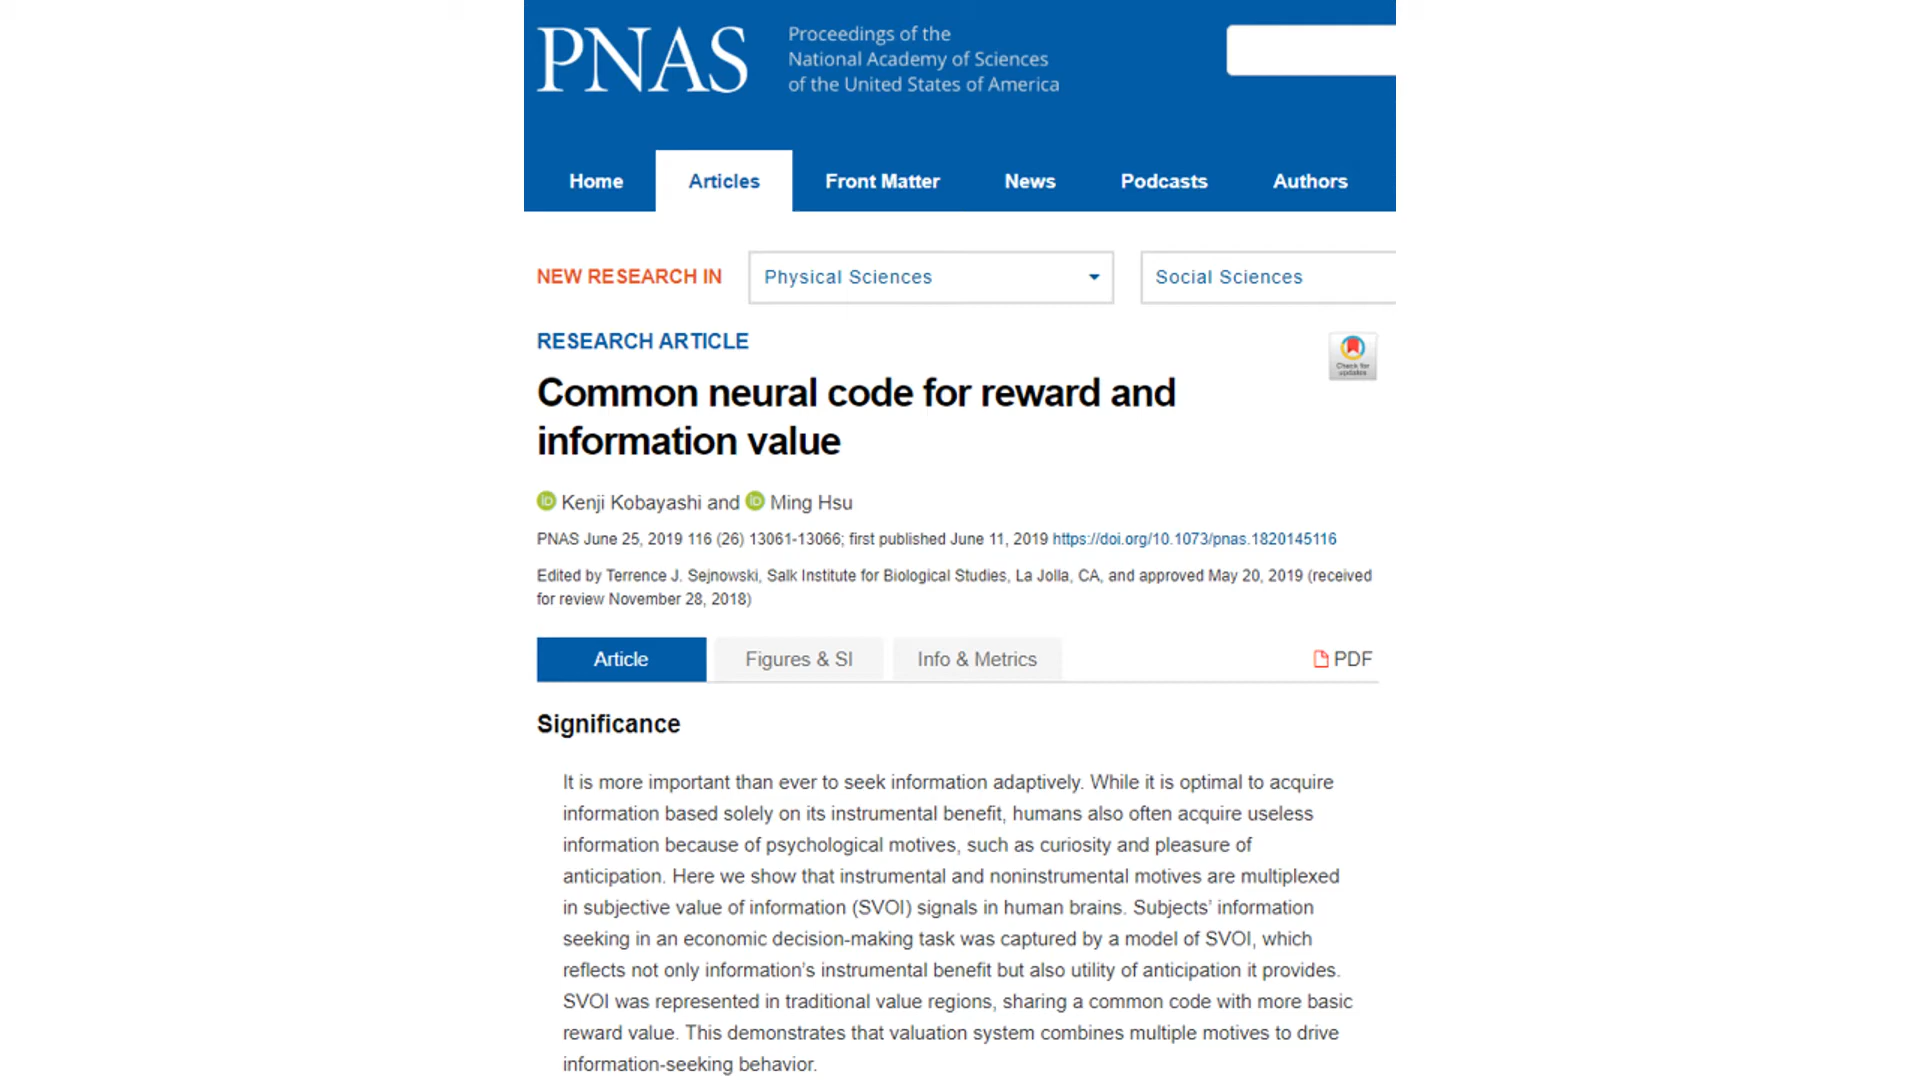 PNAS
Proceedings of the
National Academy of Sciences
of the United States of America
Home
Articles
Front Matter
News
Podcasts
Authors
NEW RESEARCH IN
Physical Sciences
Social Sciences
RESEARCH ARTICLE
Check for
updates
Common neural code for reward and
information value
iD Kenji Kobayashi and iD Ming Hsu
PNAS June 25, 2019 116 (26) 13061-13066; first published June 11, 2019 https://doi.org/10.1073/pnas.1820145116
Edited by Terrence J. Sejnowski, Salk Institute for Biological Studies, La Jolla, CA, and approved May 20, 2019 (received
for review November 28, 2018)
Article
Figures & SI
Info & Metrics
PDF
Significance
It is more important than ever to seek information adaptively. While it is optimal to acquire
information based solely on its instrumental benefit, humans also often acquire useless
information because of psychological motives, such as curiosity and pleasure of
anticipation. Here we show that instrumental and noninstrumental motives are multiplexed
in subjective value of information (SVOI) signals in human brains. Subjects’ information
seeking in an economic decision-making task was captured by a model of SVOI, which
reflects not only information’s instrumental benefit but also utility of anticipation it provides.
SVOI was represented in traditional value regions, sharing a common code with more basic
reward value. This demonstrates that valuation system combines multiple motives to drive
information-seeking behavior.